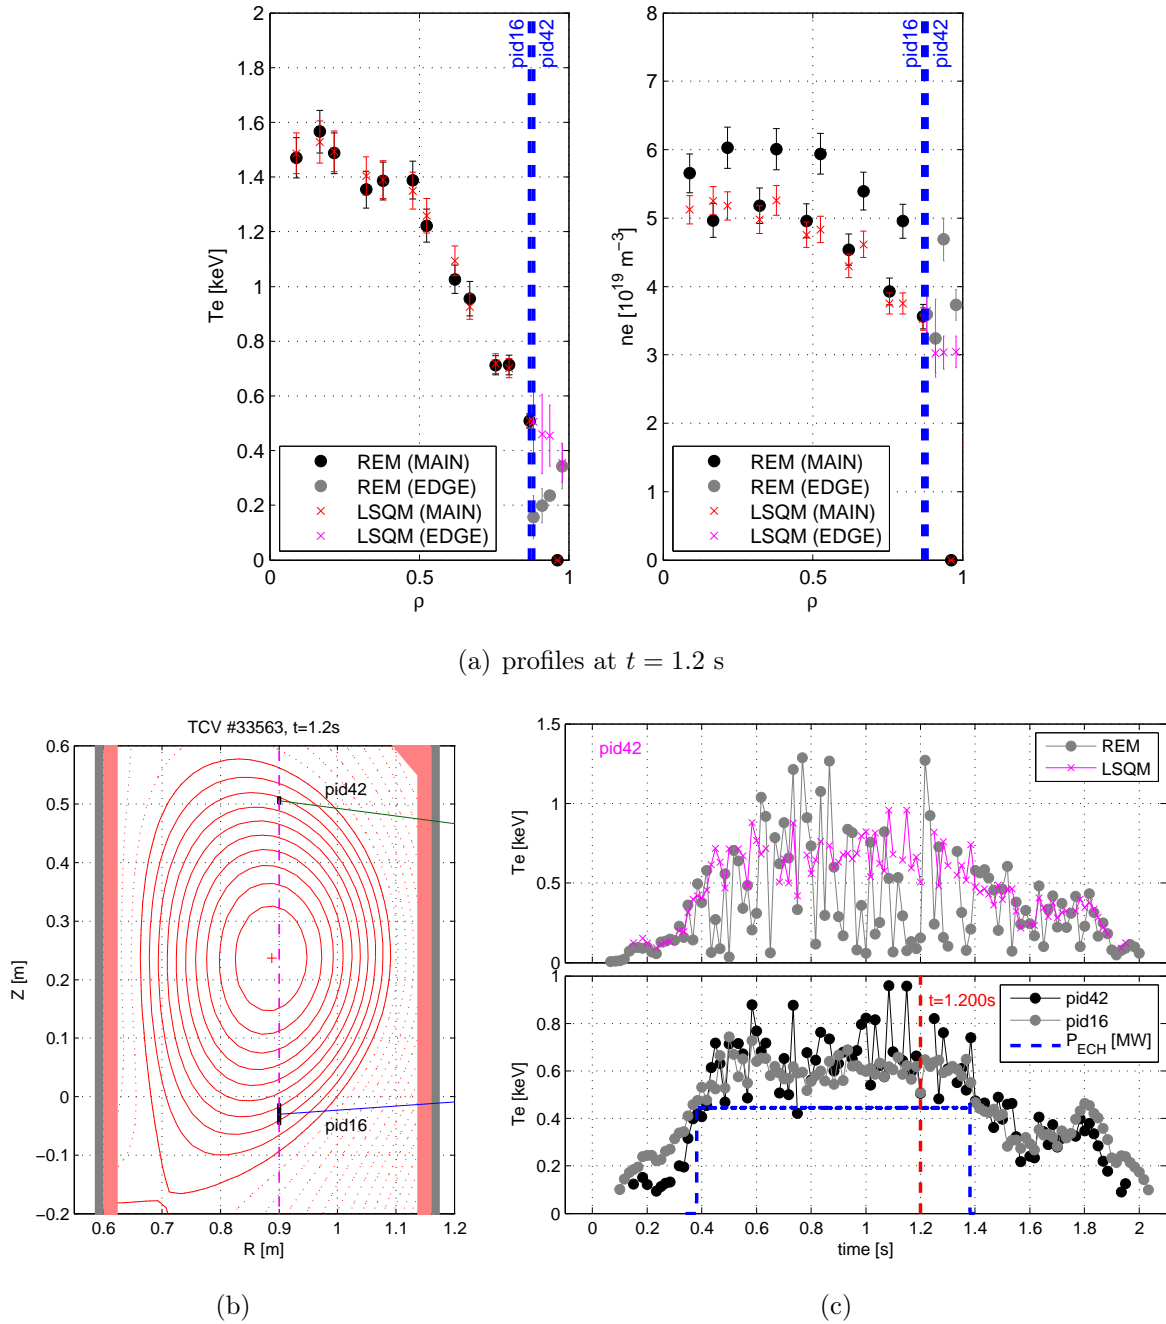 2
1.8
1.6
1.4
1.2
1
0.8
0.6
0.4
0.2
0
Te [keV]
pid16
pid42
REM (MAIN)
REM (EDGE)
LSQM (MAIN)
LSQM (EDGE)
0
0.5
1
ρ
8
7
6
5
4
3
2
1
0
ne [10^19 m^−3]
pid16
pid42
REM (MAIN)
REM (EDGE)
LSQM (MAIN)
LSQM (EDGE)
0
0.5
1
ρ
(a) profiles at t = 1.2 s
TCV #33563, t=1.2s
0.6
0.5
0.4
0.3
0.2
0.1
0
−0.1
−0.2
Z [m]
pid42
pid16
0.6
0.7
0.8
0.9
1
1.1
1.2
R [m]
(b)
1.5
1
0.5
0
Te [keV]
pid42
REM
LSQM
1
0.8
0.6
0.4
0.2
0
Te [keV]
t=1.200s
pid42
pid16
P_ECH [MW]
0
0.2
0.4
0.6
0.8
1
1.2
1.4
1.6
1.8
2
time [s]
(c)